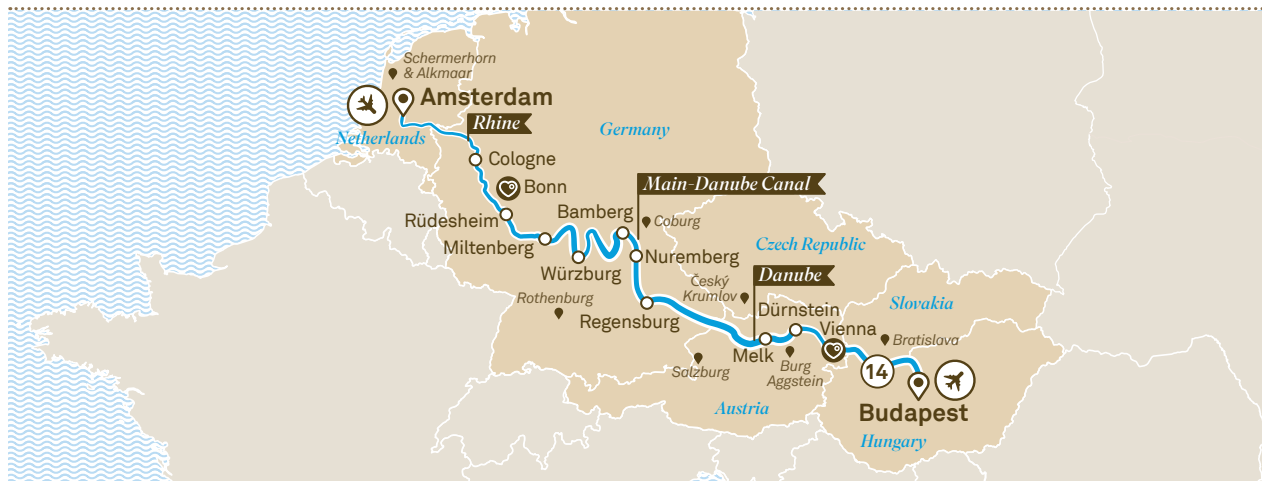 Schermerhorn
& Alkmaar
Amsterdam
Netherlands
Rhine
Germany
Cologne
Bonn
Main-Danube Canal
Rüdesheim
Bamberg
Coburg
Miltenberg
Czech Republic
Würzburg
Nuremberg
Danube
Český
Krumlov
Rothenburg
Slovakia
Regensburg
Dürnstein
Vienna
Bratislava
Melk
Salzburg
Burg
Aggstein
14
Austria
Budapest
Hungary